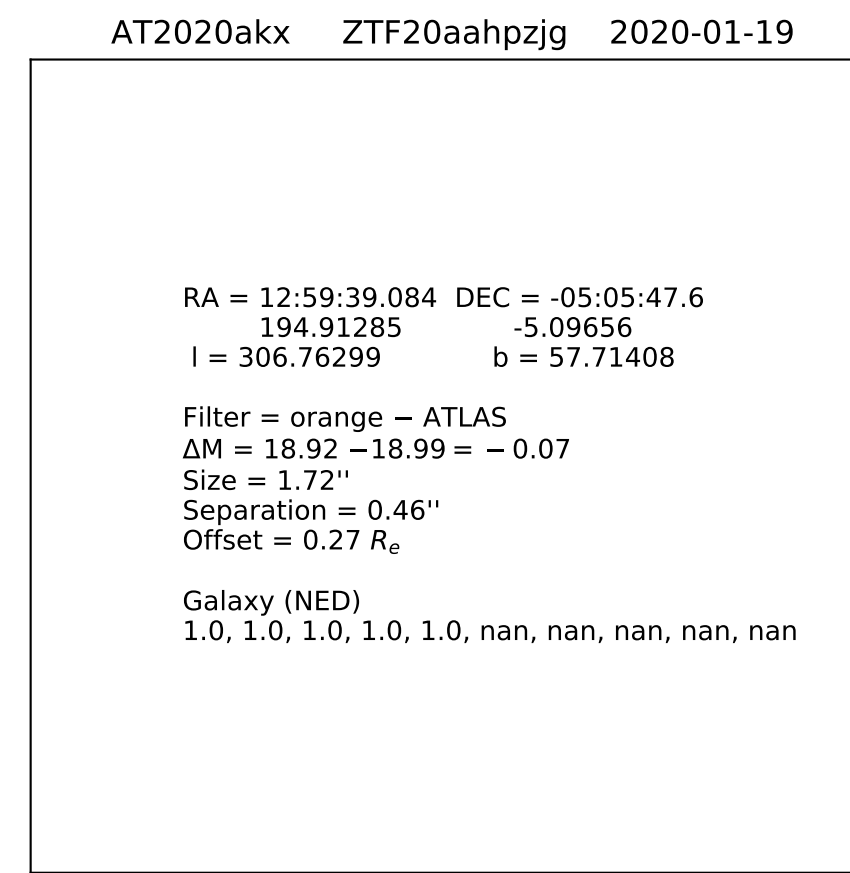 AT2020akx ZTF20aahpzjg 2020-01-19
RA = 12:59:39.084 DEC = -05:05:47.6
194.91285 -5.09656
l = 306.76299 b = 57.71408
Filter = orange − ATLAS
ΔM = 18.92 −18.99 = − 0.07
Size = 1.72''
Separation = 0.46''
Offset = 0.27 Re
Galaxy (NED)
1.0, 1.0, 1.0, 1.0, 1.0, nan, nan, nan, nan, nan